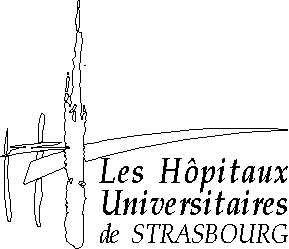 Les Hôpitaux
Universitaires
de STRASBOURG